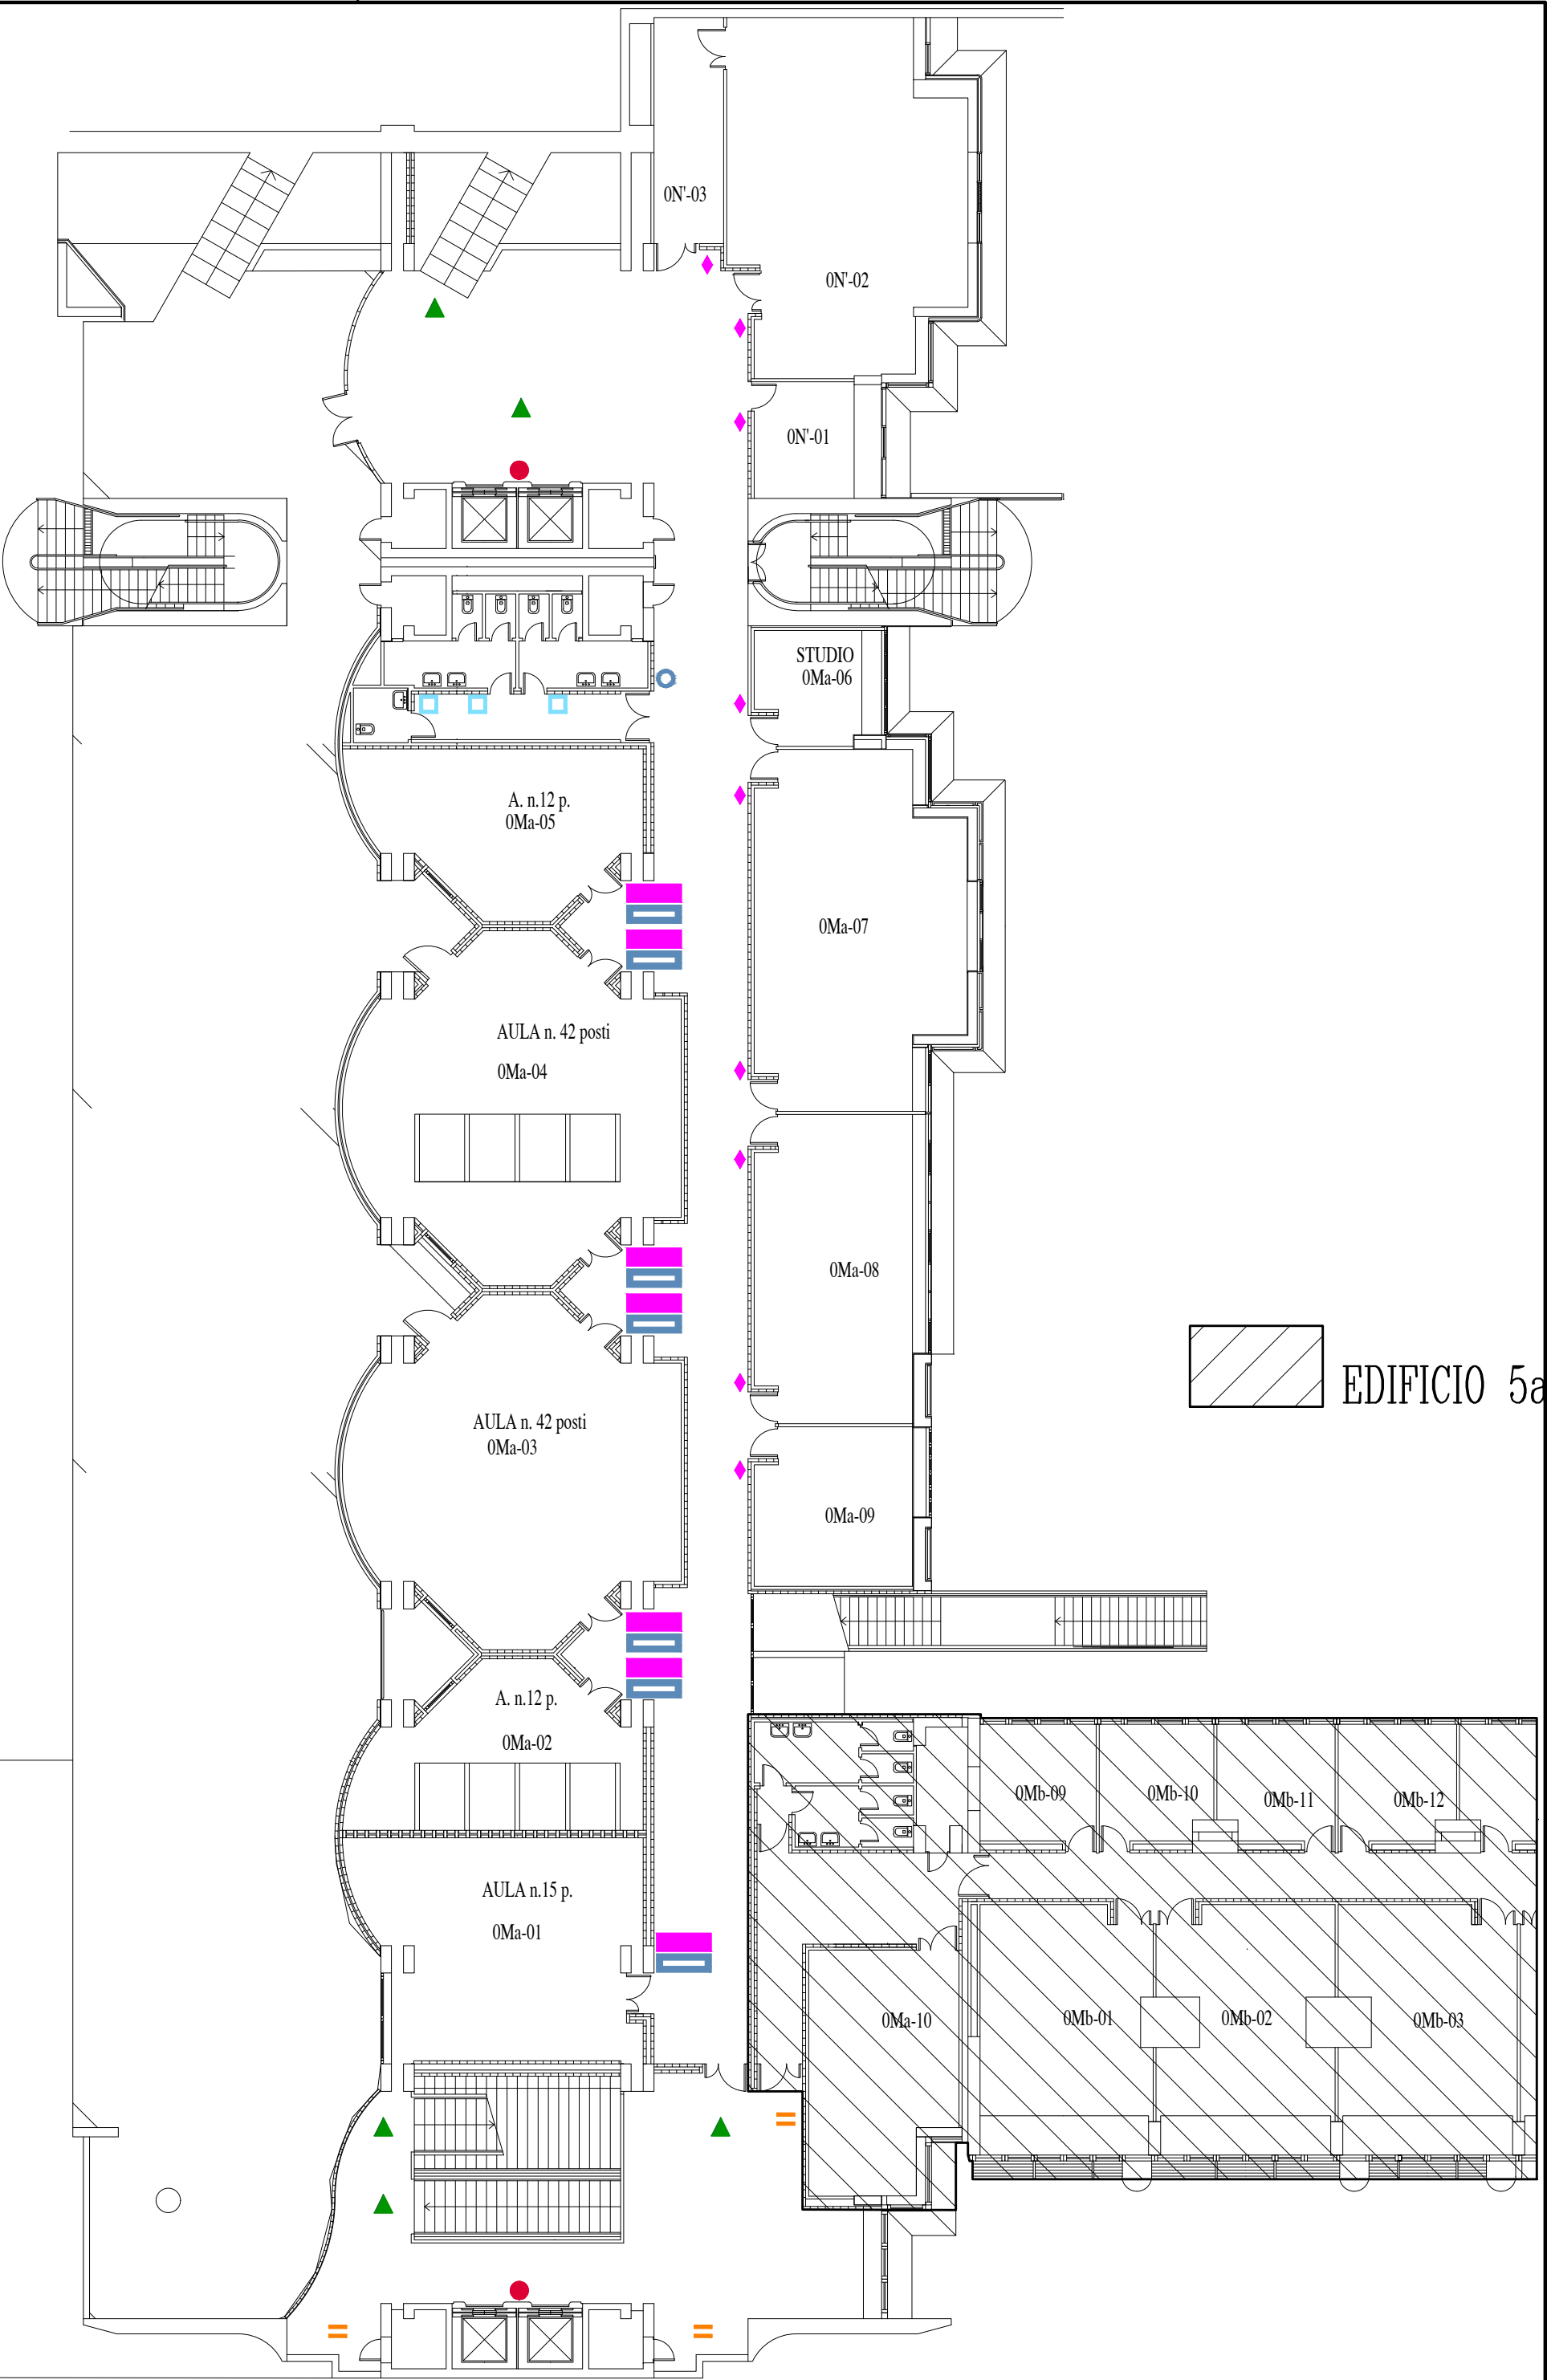 0N'-03
0N'-02
0N'-01
STUDIO
0Ma-06
A. n.12 p.
0Ma-05
0Ma-07
AULA n. 42 posti
0Ma-04
0Ma-08
EDIFICIO 5a
AULA n. 42 posti
0Ma-03
0Ma-09
A. n.12 p.
0Ma-02
0Mb-09
0Mb-10
0Mb-11
0Mb-12
AULA n.15 p.
0Ma-01
0Ma-10
0Mb-01
0Mb-02
0Mb-03